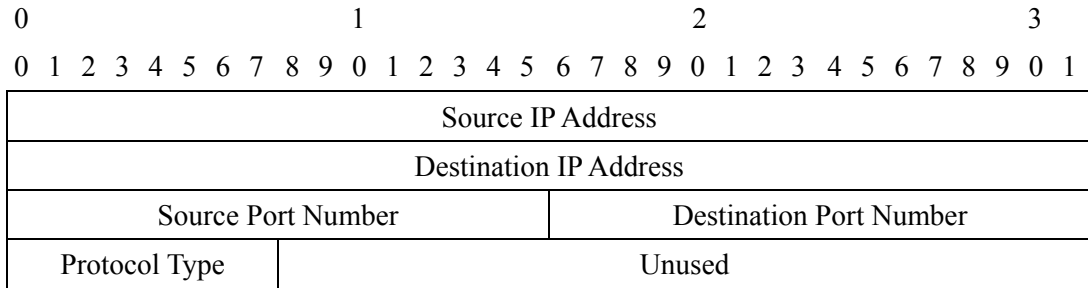 0 1 2 3
0 1 2 3 4 5 6 7 8 9 0 1 2 3 4 5 6 7 8 9 0 1 2 3 4 5 6 7 8 9 0 1
Source IP Address
Destination IP Address
Source Port Number Destination Port Number
Protocol Type Unused